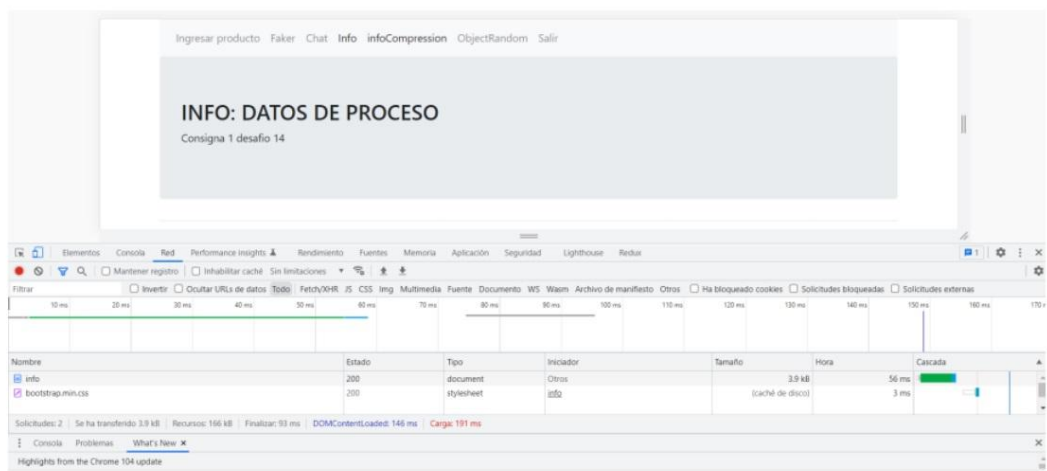 Ingresar producto Faker Chat Info infoCompression ObjectRandom Salir
INFO: DATOS DE PROCESO
Consigna 1 desafio 14
Elementos Consola Red Performance insights Rendimiento Fuentes Memoria Aplicación Seguridad Lighthouse Redux 1
Mantener registro Inhabilitar caché Sin limitaciones
Filtrar Invertir Ocultar URLs de datos Todo Fetch/XHR JS CSS Img Multimedia Fuente Documento WS Wasm Archivo de manifiesto Otros Ha bloqueado cookies Solicitudes bloqueadas Solicitudes externas
10 ms 20 ms 30 ms 40 ms 50 ms 60 ms 70 ms 80 ms 90 ms 100 ms 110 ms 120 ms 130 ms 140 ms 150 ms 160 ms 170 r
Nombre Estado Tipo Iniciador Tamaño Hora Cascada
info 200 document Otros 3.9 kB 56 ms
bootstrap.min.css 200 stylesheet info (caché de disco) 3 ms
Solicitudes: 2 Se ha transferido 3.9 kB Recursos: 166 kB Finalizar: 93 ms DOMContentLoaded: 146 ms Carga: 191 ms
Consola Problemas What's New
Highlights from the Chrome 104 update